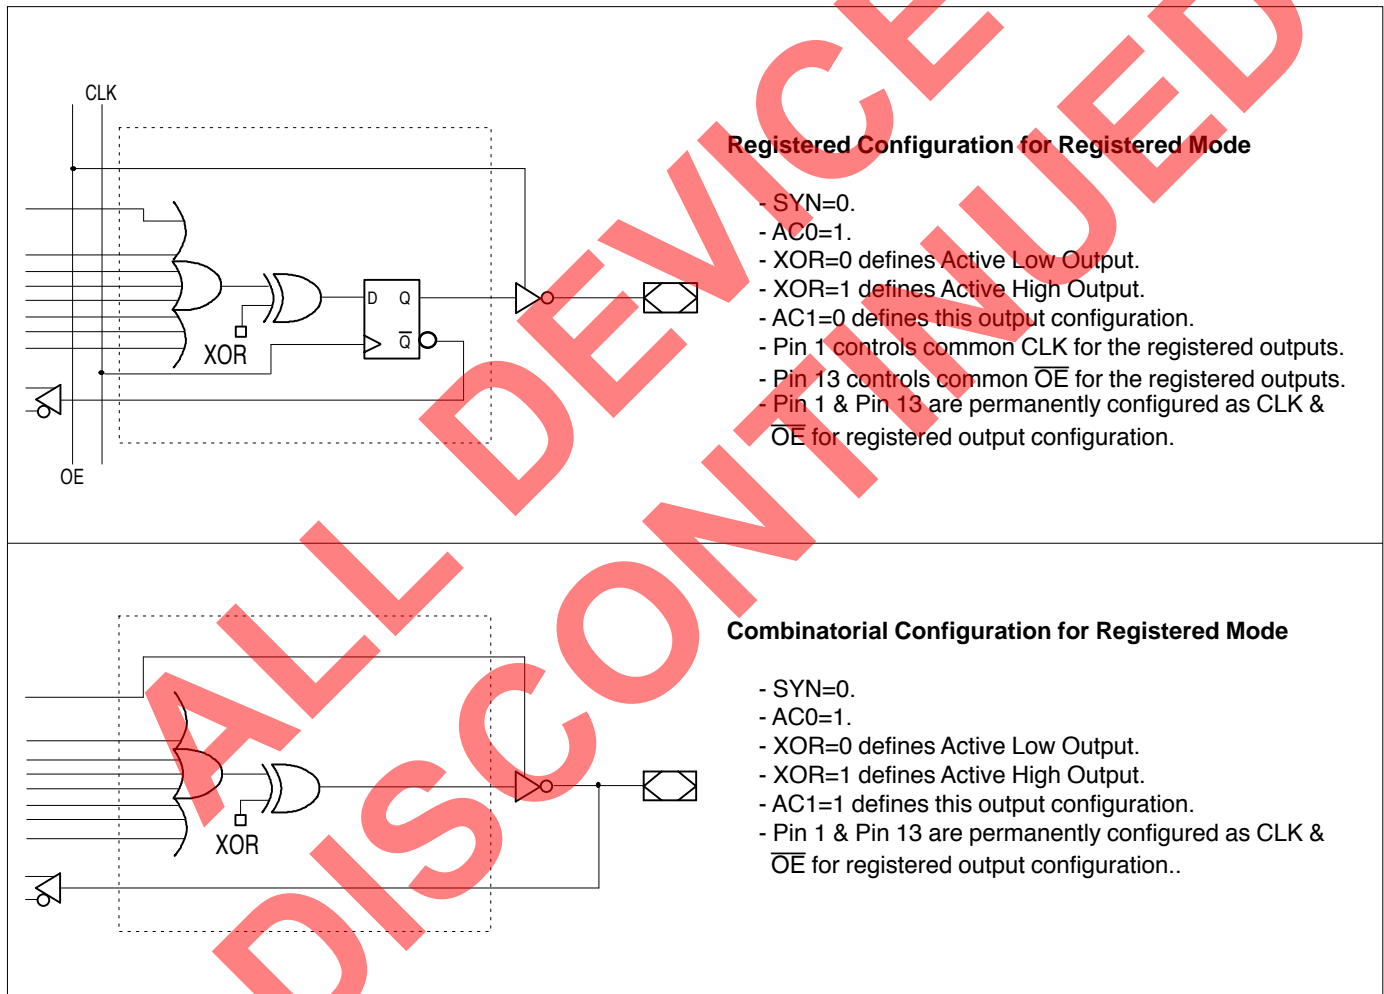 CLK
Registered Configuration for Registered Mode
- SYN=0.
- AC0=1.
- XOR=0 defines Active Low Output.
- XOR=1 defines Active High Output.
- AC1=0 defines this output configuration.
- Pin 1 controls common CLK for the registered outputs.
- Pin 13 controls common O̅E̅ for the registered outputs.
- Pin 1 & Pin 13 are permanently configured as CLK &
O̅E̅ for registered output configuration.
D Q
Q̅
XOR
OE
Combinatorial Configuration for Registered Mode
- SYN=0.
- AC0=1.
- XOR=0 defines Active Low Output.
- XOR=1 defines Active High Output.
- AC1=1 defines this output configuration.
- Pin 1 & Pin 13 are permanently configured as CLK &
O̅E̅ for registered output configuration..
XOR
ALL DEVICE
DISCONTINUED